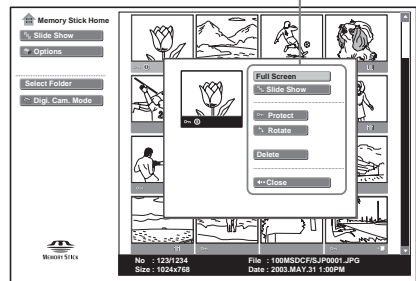 Memory Stick Home
Slide Show
Options
Select Folder
Digi. Cam. Mode
Full Screen
Slide Show
Protect
Rotate
Delete
Close
MEMORY STICK
No : 123/1234
File : 100MSDCF/SJP0001.JPG
Size : 1024x768
Date : 2003.MAY.31 1:00PM